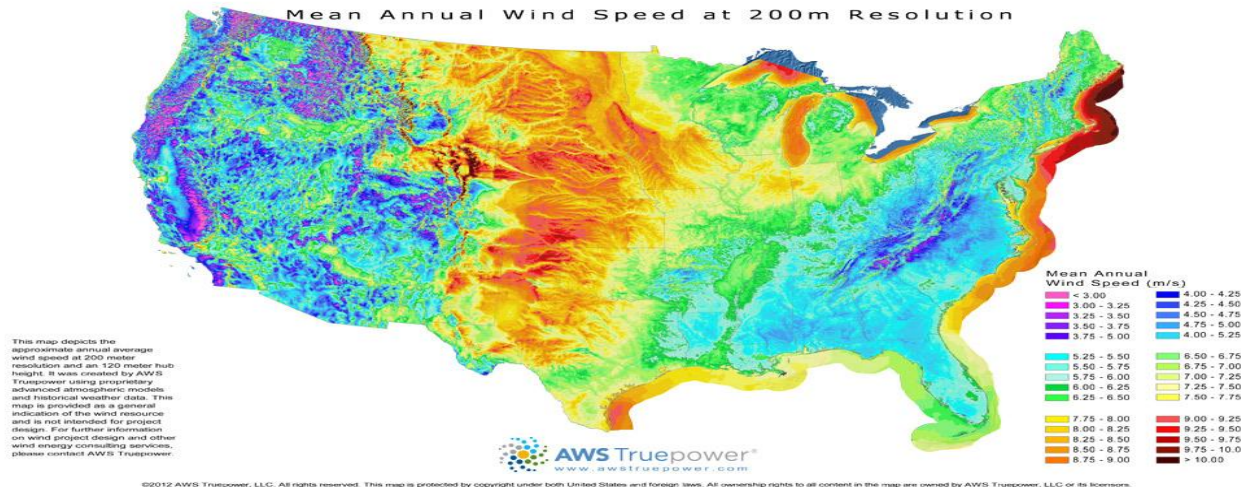 Mean Annual Wind Speed at 200m Resolution
This map depicts the
approximate annual average
wind speed at 200 meter
resolution and an 120 meter hub
height. It was created by AWS
Truepower using proprietary
advanced atmospheric models
and historical weather data. This
map is provided as a general
indication of the wind resource
and is not intended for project
design. For further information
on wind project design and other
wind energy consulting services,
please contact AWS Truepower.
AWS Truepower®
www.awstruepower.com
Mean Annual
Wind Speed (m/s)
< 3.00
3.00 - 3.25
3.25 - 3.50
3.50 - 3.75
3.75 - 5.00
4.00 - 4.25
4.25 - 4.50
4.50 - 4.75
4.75 - 5.00
4.00 - 5.25
5.25 - 5.50
5.50 - 5.75
5.75 - 6.00
6.00 - 6.25
6.25 - 6.50
6.50 - 6.75
6.75 - 7.00
7.00 - 7.25
7.25 - 7.50
7.50 - 7.75
7.75 - 8.00
8.00 - 8.25
8.25 - 8.50
8.50 - 8.75
8.75 - 9.00
9.00 - 9.25
9.25 - 9.50
9.50 - 9.75
9.75 - 10.0
> 10.00
©2012 AWS Truepower, LLC. All rights reserved. This map is protected by copyright under both United States and foreign laws. All ownership rights to all content in the map are owned by AWS Truepower, LLC or its licensors.